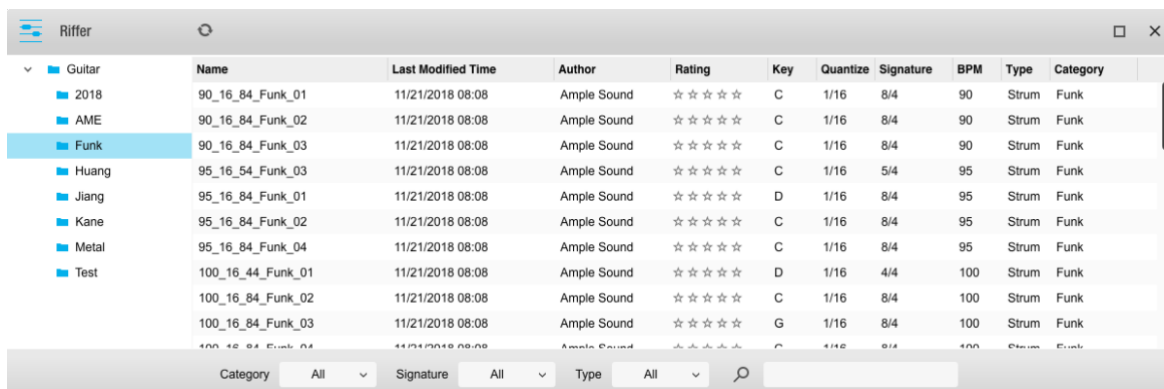 Riffer
Guitar
2018
AME
Funk
Huang
Jiang
Kane
Metal
Test
Name Last Modified Time Author Rating Key Quantize Signature BPM Type Category
90_16_84_Funk_01 11/21/2018 08:08 Ample Sound ☆☆☆☆☆ C 1/16 8/4 90 Strum Funk
90_16_84_Funk_02 11/21/2018 08:08 Ample Sound ☆☆☆☆☆ C 1/16 8/4 90 Strum Funk
90_16_84_Funk_03 11/21/2018 08:08 Ample Sound ☆☆☆☆☆ C 1/16 8/4 90 Strum Funk
95_16_54_Funk_03 11/21/2018 08:08 Ample Sound ☆☆☆☆☆ C 1/16 5/4 95 Strum Funk
95_16_84_Funk_01 11/21/2018 08:08 Ample Sound ☆☆☆☆☆ D 1/16 8/4 95 Strum Funk
95_16_84_Funk_02 11/21/2018 08:08 Ample Sound ☆☆☆☆☆ C 1/16 8/4 95 Strum Funk
95_16_84_Funk_04 11/21/2018 08:08 Ample Sound ☆☆☆☆☆ C 1/16 8/4 95 Strum Funk
100_16_44_Funk_01 11/21/2018 08:08 Ample Sound ☆☆☆☆☆ D 1/16 4/4 100 Strum Funk
100_16_84_Funk_02 11/21/2018 08:08 Ample Sound ☆☆☆☆☆ C 1/16 8/4 100 Strum Funk
100_16_84_Funk_03 11/21/2018 08:08 Ample Sound ☆☆☆☆☆ G 1/16 8/4 100 Strum Funk
Category All Signature All Type All